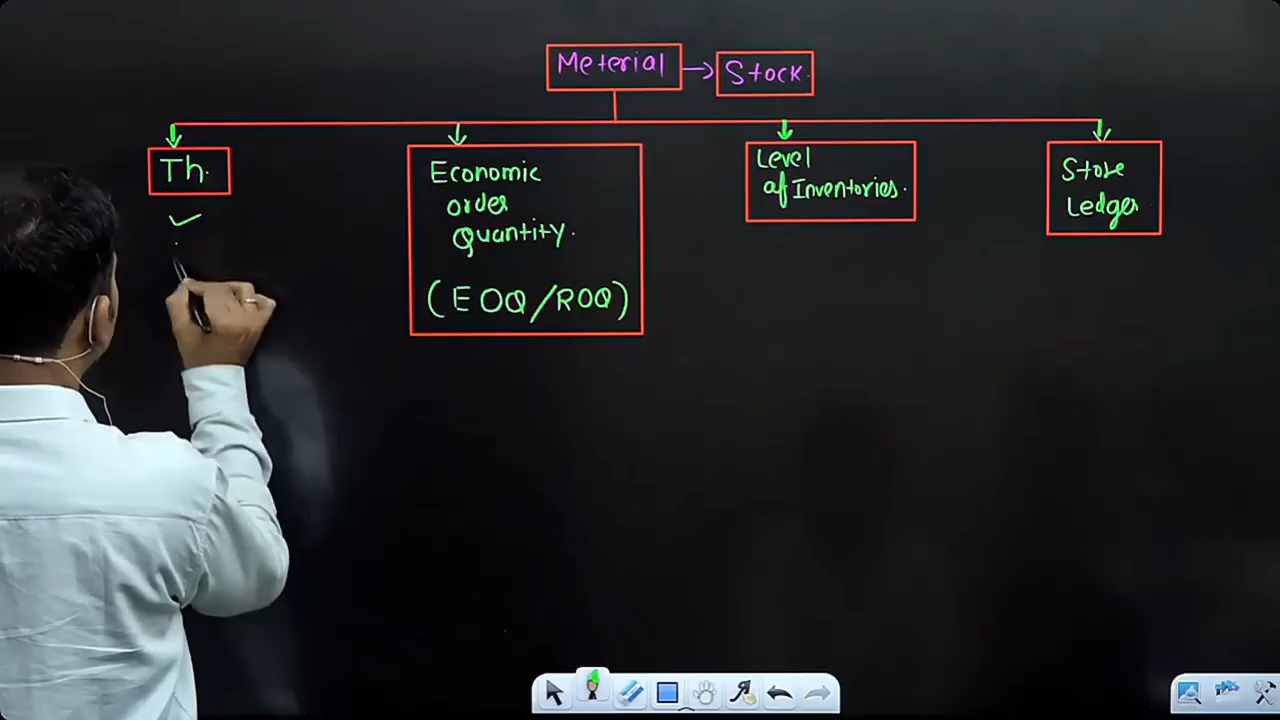 Meterial → Stock.
Th.
Economic
order
Quantity.
(EOQ/ROQ)
Level
of Inventories.
Store
Ledger